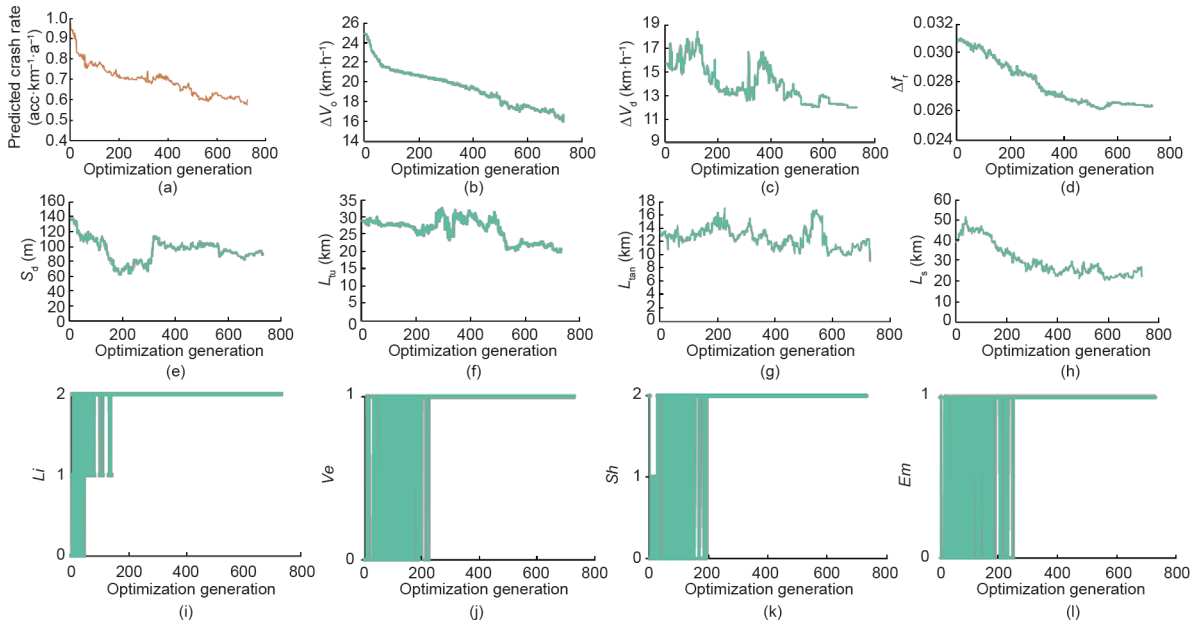 Predicted crash rate
(acc·km⁻¹·a⁻¹)
1.0
0.9
0.8
0.7
0.6
0.5
0.4
0 200 400 600 800
Optimization generation
(a)
ΔVₒ (km·h⁻¹)
26
24
22
20
18
16
14
0 200 400 600 800
Optimization generation
(b)
ΔV_d (km·h⁻¹)
19
17
15
13
11
9
0 200 400 600 800
Optimization generation
(c)
Δfᵣ
0.032
0.030
0.028
0.026
0.024
0 200 400 600 800
Optimization generation
(d)
S_d (m)
160
140
120
100
80
60
40
20
0
0 200 400 600 800
Optimization generation
(e)
L_tu (km)
35
30
25
20
15
10
5
0
0 200 400 600 800
Optimization generation
(f)
L_tan (km)
18
16
14
12
10
8
6
4
2
0
0 200 400 600 800
Optimization generation
(g)
Lₛ (km)
60
50
40
30
20
10
0
0 200 400 600 800
Optimization generation
(h)
Li
2
1
0
0 200 400 600 800
Optimization generation
(i)
Ve
1
0
0 200 400 600 800
Optimization generation
(j)
Sh
2
1
0
0 200 400 600 800
Optimization generation
(k)
Em
1
0
0 200 400 600 800
Optimization generation
(l)